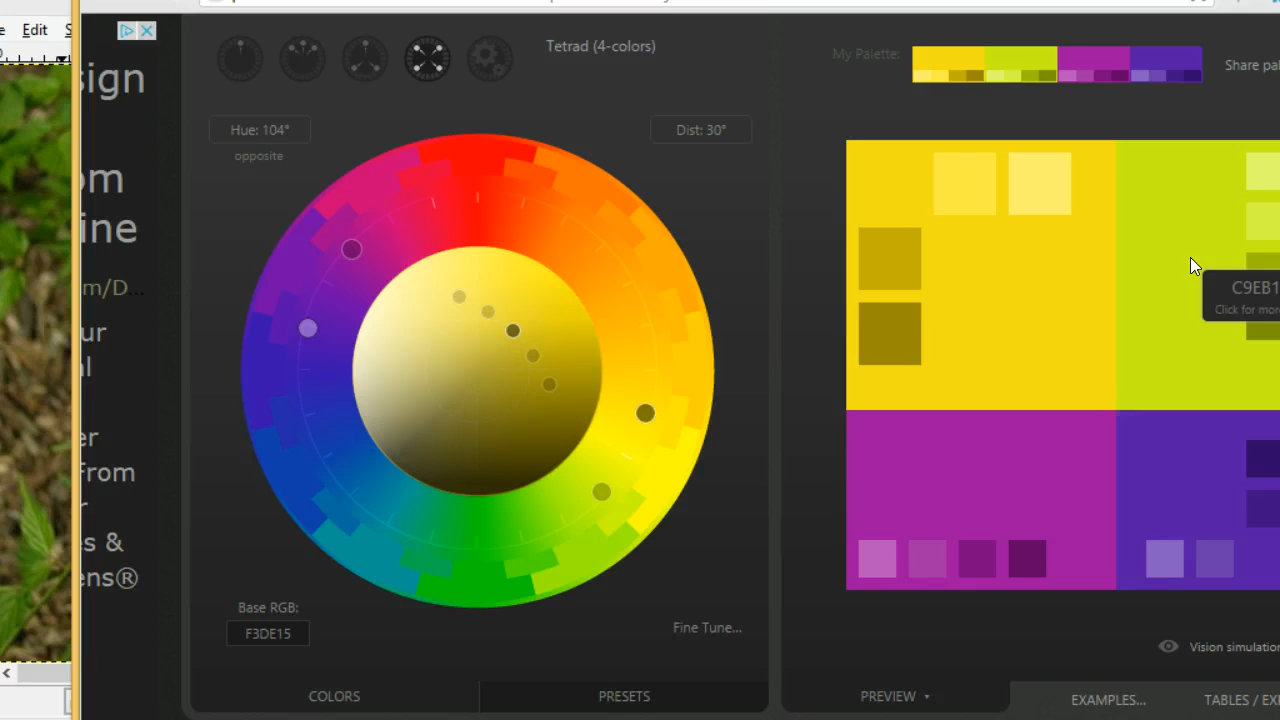 Edit
sign
om
ine
m/D...
ur
al
er
From
r
es &
ens®
Tetrad (4-colors)
Hue: 104°
opposite
Dist: 30°
Base RGB:
F3DE15
Fine Tune...
COLORS
PRESETS
My Palette:
Share pal
C9EB1
Click for mor
Vision simulation
PREVIEW
EXAMPLES...
TABLES / EX